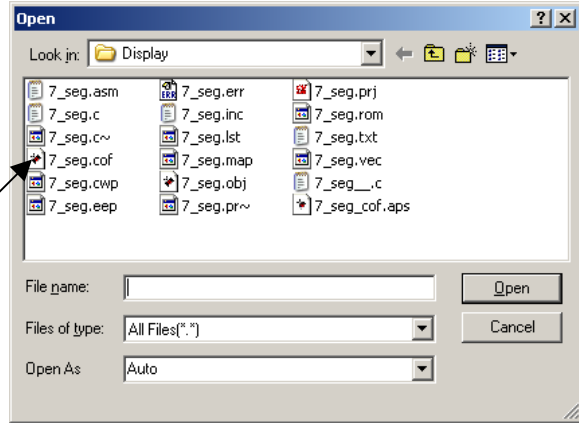 Open
Look in: Display
7_seg.asm 7_seg.err 7_seg.prj
7_seg.c 7_seg.inc 7_seg.rom
7_seg.c~ 7_seg.lst 7_seg.txt
7_seg.cof 7_seg.map 7_seg.vec
7_seg.cwp 7_seg.obj 7_seg__.c
7_seg.eep 7_seg.pr~ 7_seg_cof.aps
File name: Open
Files of type: All Files(*.*) Cancel
Open As Auto